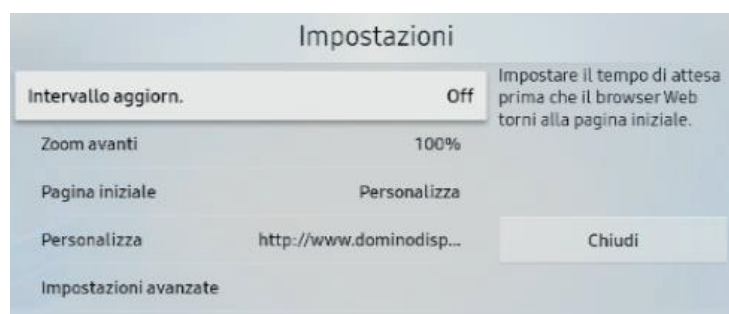 Impostazioni
Intervallo aggiorn. Off
Impostare il tempo di attesa
prima che il browser Web
torni alla pagina iniziale.
Zoom avanti 100%
Pagina iniziale Personalizza
Personalizza http://www.dominodisp...
Chiudi
Impostazioni avanzate